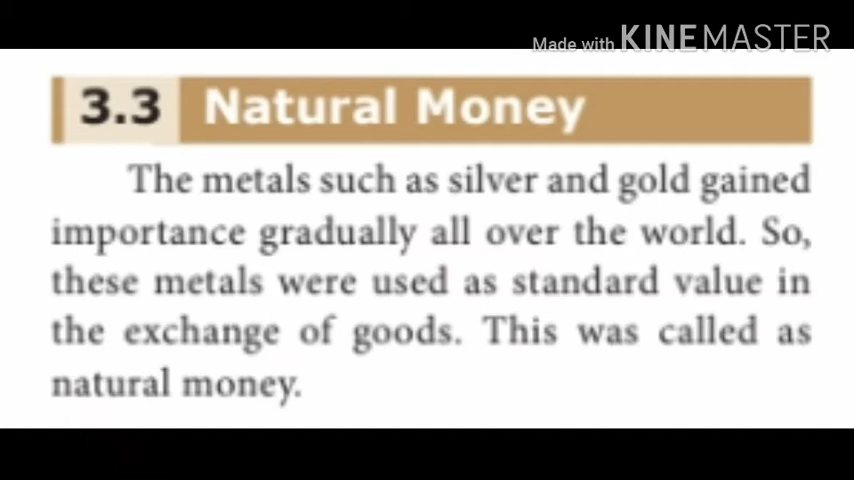 Made with KINEMASTER
3.3 Natural Money
The metals such as silver and gold gained
importance gradually all over the world. So,
these metals were used as standard value in
the exchange of goods. This was called as
natural money.